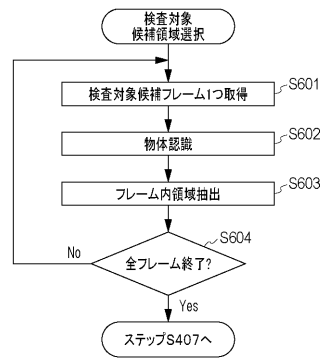 検査対象
候補領域選択
検査対象候補フレーム1つ取得
S601
物体認識
S602
フレーム内領域抽出
S603
S604
全フレーム終了?
No
Yes
ステップS407へ